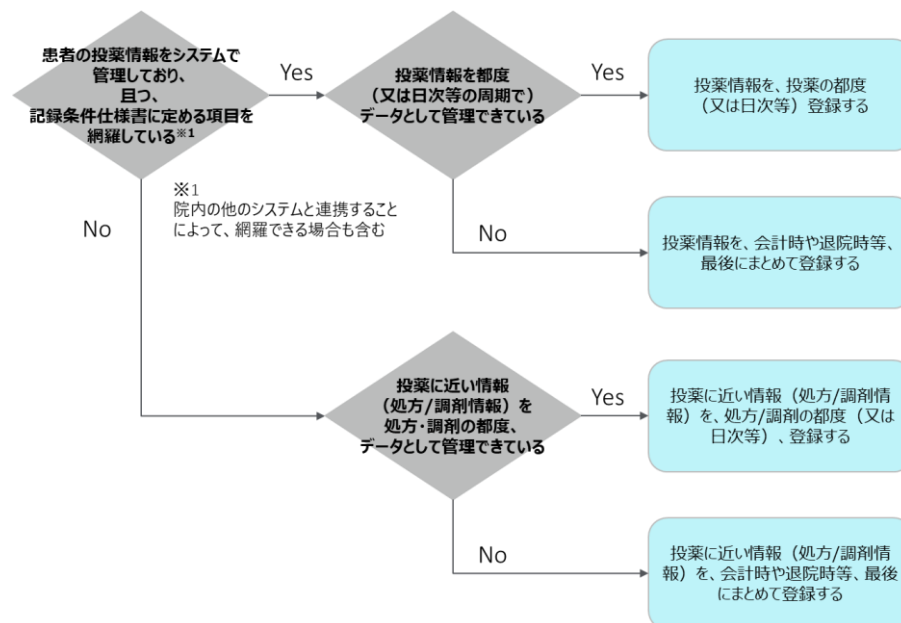 患者の投薬情報をシステムで
管理しており、
且つ、
記録条件仕様書に定める項目を
網羅している※1
Yes
投薬情報を都度
（又は日次等の周期で）
データとして管理できている
Yes
投薬情報を、投薬の都度
（又は日次等）登録する
No
※1
院内の他のシステムと連携すること
によって、網羅できる場合も含む
No
投薬情報を、会計時や退院時等、
最後にまとめて登録する
投薬に近い情報
（処方/調剤情報）を
処方・調剤の都度、
データとして管理できている
Yes
投薬に近い情報（処方/調剤情
報）を、処方/調剤の都度（又は
日次等）、登録する
No
投薬に近い情報（処方/調剤情
報）を、会計時や退院時等、最後
にまとめて登録する